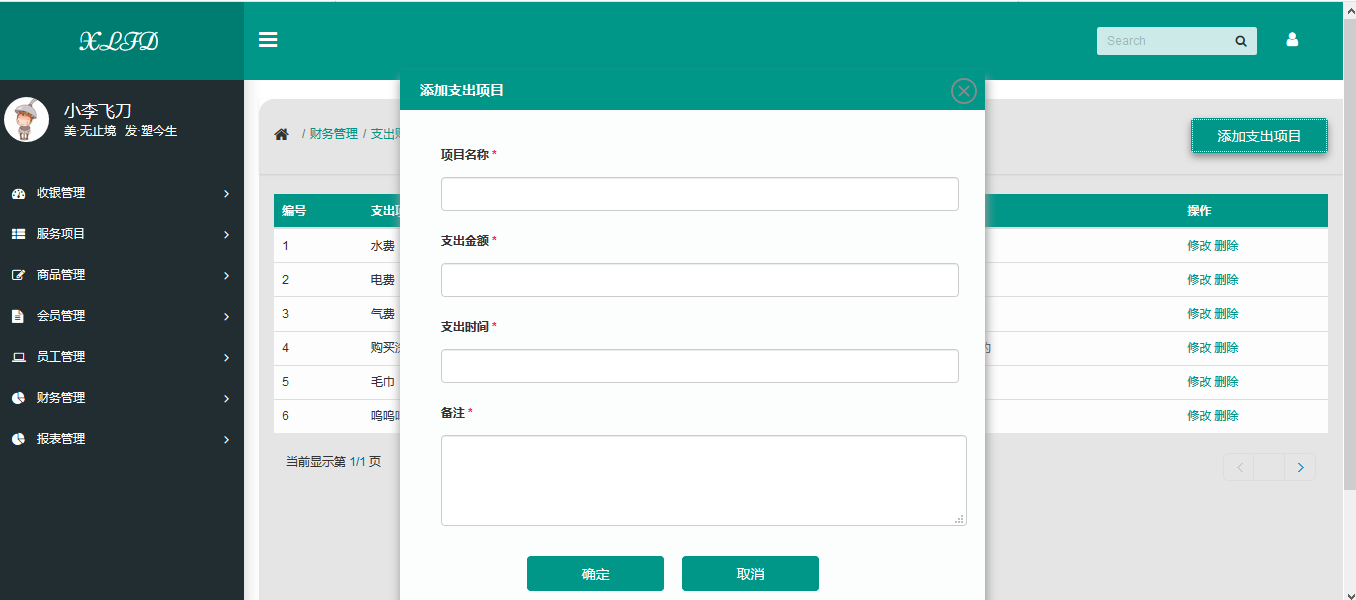 XLFD
Search
小李飞刀
美·无止境 发·塑今生
收银管理
服务项目
商品管理
会员管理
员工管理
财务管理
报表管理
/ 财务管理 / 支出
添加支出项目
添加支出项目
项目名称 *
支出金额 *
支出时间 *
备注 *
确定 取消
编号 支出 操作
1 水费 修改 删除
2 电费 修改 删除
3 气费 修改 删除
4 购买 的 修改 删除
5 毛巾 修改 删除
6 呜呜 修改 删除
当前显示第 1/1 页